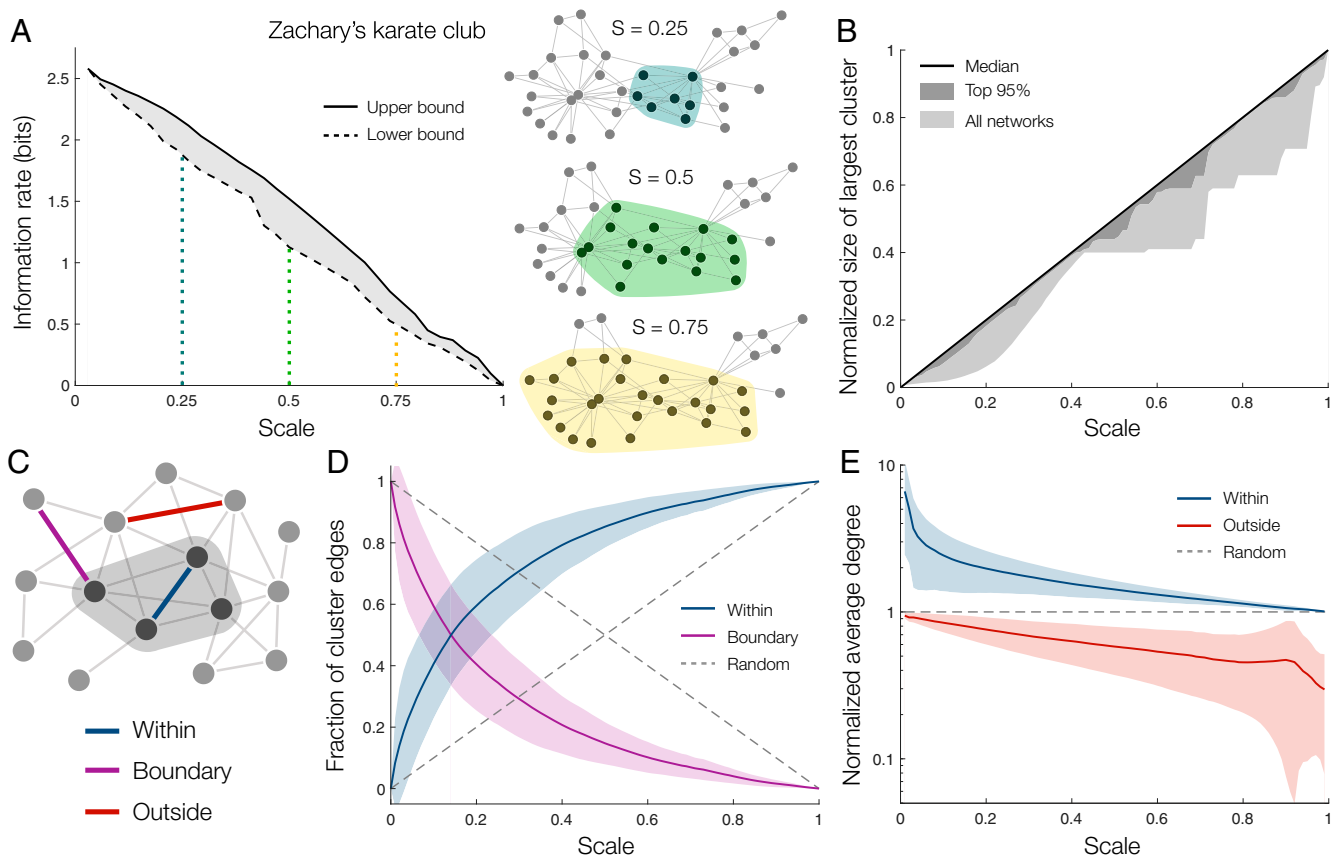 A
Zachary's karate club
Information rate (bits)
2.5
2
1.5
1
0.5
0
0.25
0.5
0.75
1
Scale
Upper bound
Lower bound
S = 0.25
S = 0.5
S = 0.75
B
Normalized size of largest cluster
1
0.8
0.6
0.4
0.2
0
0
0.2
0.4
0.6
0.8
1
Scale
Median
Top 95%
All networks
C
Within
Boundary
Outside
D
Fraction of cluster edges
1
0.8
0.6
0.4
0.2
0
0
0.2
0.4
0.6
0.8
1
Scale
Within
Boundary
Random
E
Normalized average degree
10
1
0.1
0
0.2
0.4
0.6
0.8
1
Scale
Within
Outside
Random